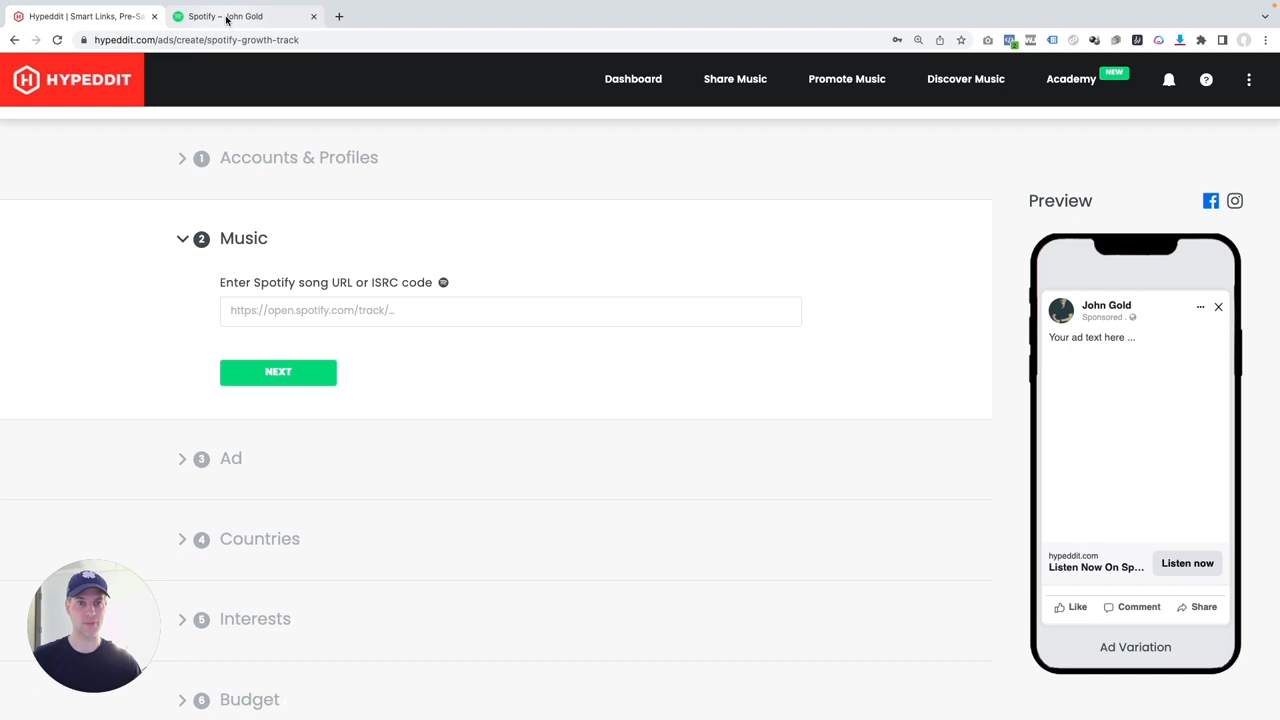 Hypeddit | Smart Links, Pre-Sa
Spotify – John Gold
hypeddit.com/ads/create/spotify-growth-track
HYPEDDIT
Dashboard
Share Music
Promote Music
Discover Music
Academy
NEW
1 Accounts & Profiles
2 Music
Enter Spotify song URL or ISRC code
https://open.spotify.com/track/...
NEXT
3 Ad
4 Countries
5 Interests
6 Budget
Preview
John Gold
Sponsored .
Your ad text here ...
hypeddit.com
Listen Now On Sp...
Listen now
Like
Comment
Share
Ad Variation